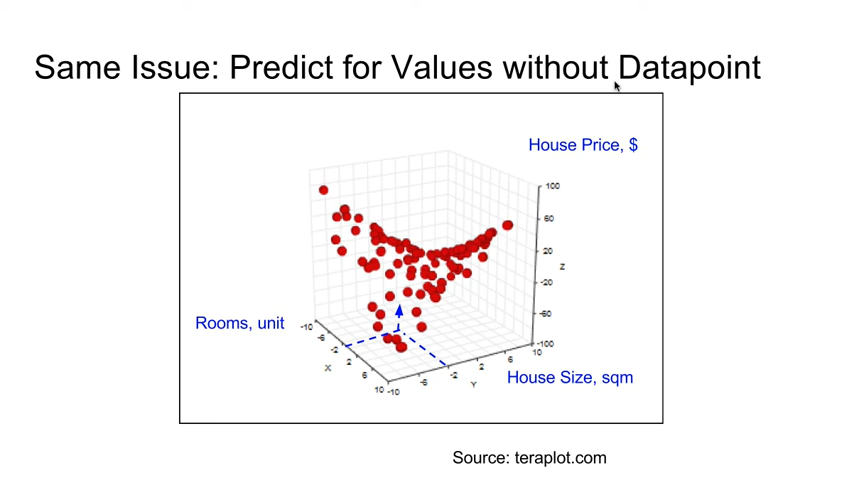 Same Issue: Predict for Values without Datapoint
House Price, $
100
60
20
Z
-20
-60
-100
Rooms, unit
-10
-6
-2
X
2
6
10
-10
-6
-2
Y
2
6
10
House Size, sqm
Source: teraplot.com